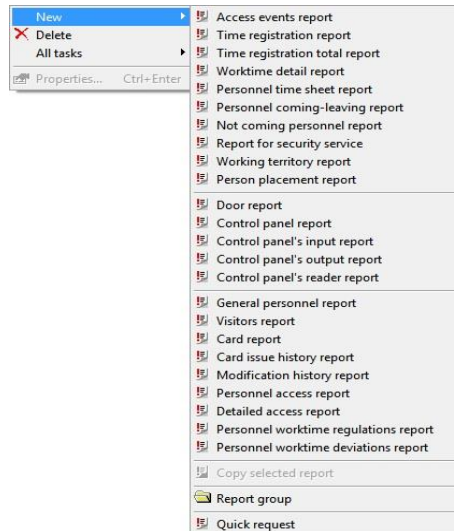 New
Delete
All tasks
Properties... Ctrl+Enter
Access events report
Time registration report
Time registration total report
Worktime detail report
Personnel time sheet report
Personnel coming-leaving report
Not coming personnel report
Report for security service
Working territory report
Person placement report
Door report
Control panel report
Control panel's input report
Control panel's output report
Control panel's reader report
General personnel report
Visitors report
Card report
Card issue history report
Modification history report
Personnel access report
Detailed access report
Personnel worktime regulations report
Personnel worktime deviations report
Copy selected report
Report group
Quick request